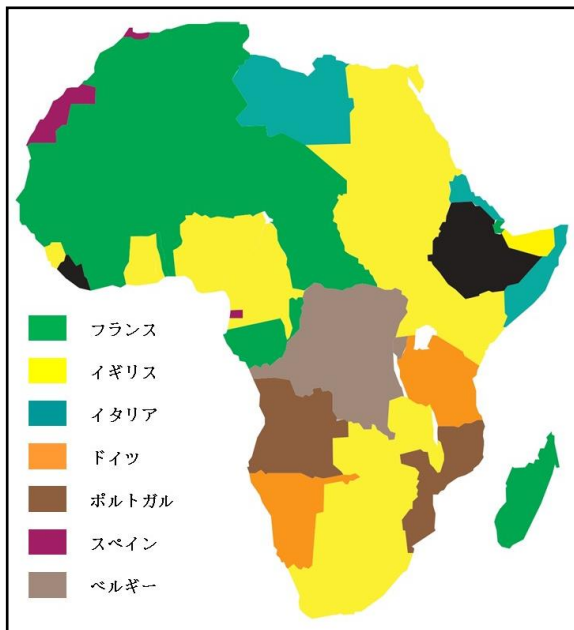 フランス
イギリス
イタリア
ドイツ
ポルトガル
スペイン
ベルギー